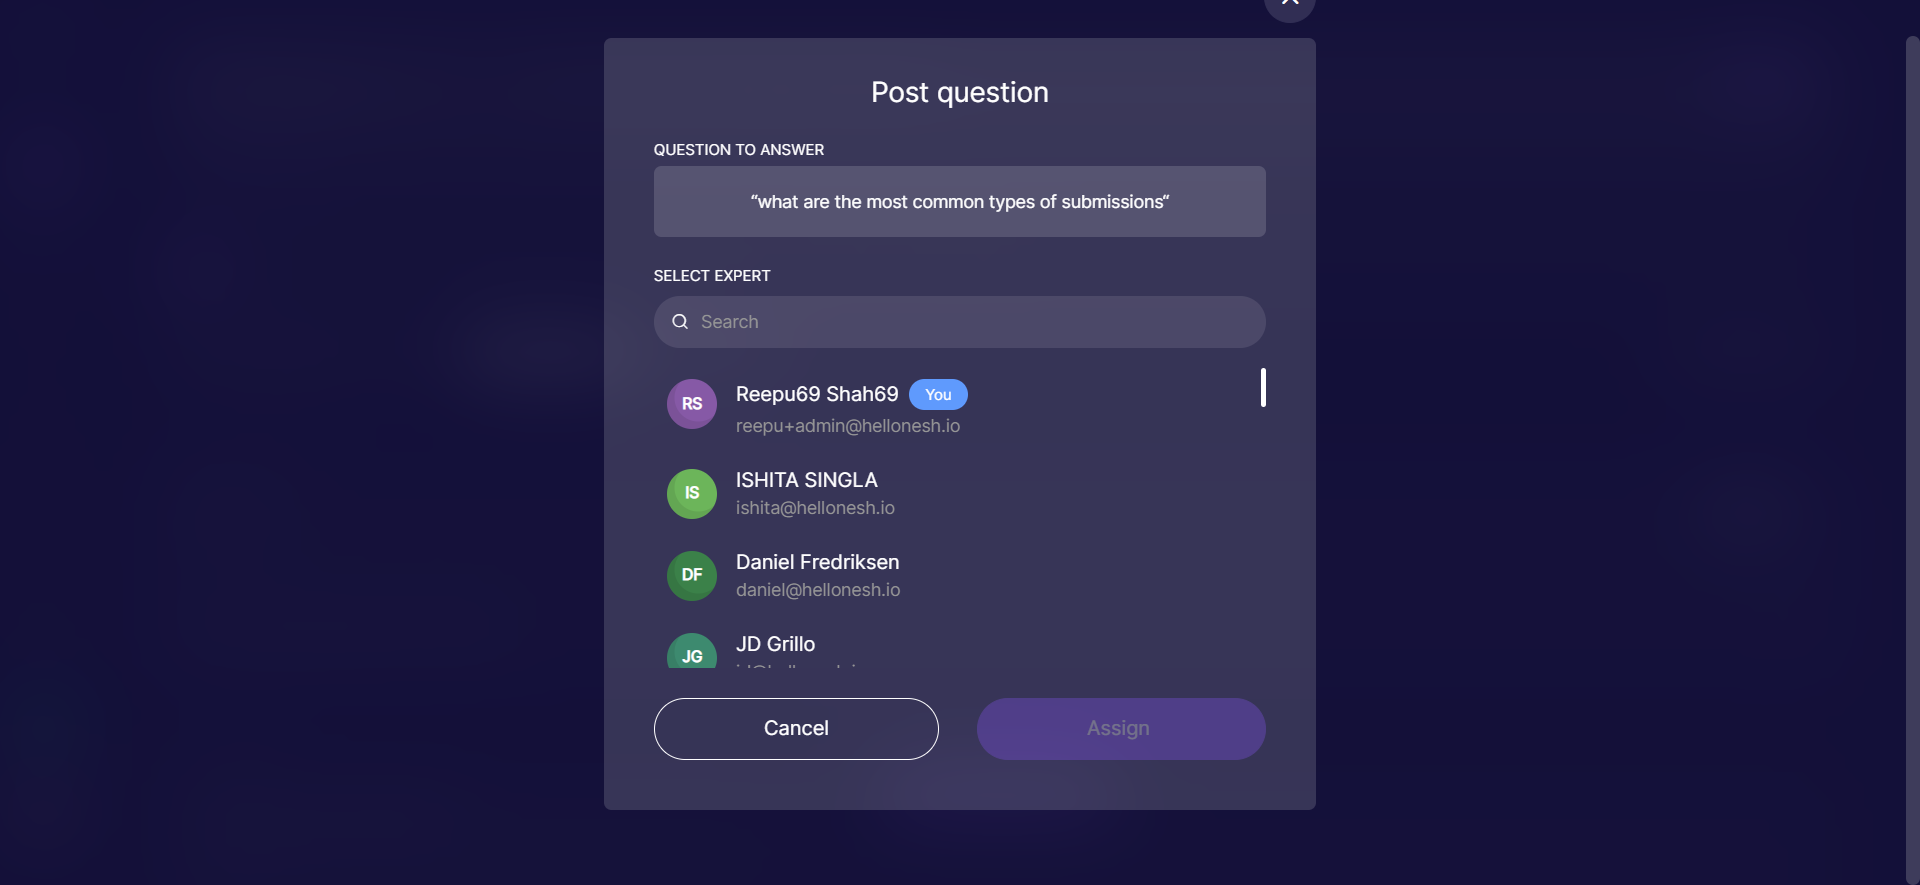 Post question
QUESTION TO ANSWER
“what are the most common types of submissions“
SELECT EXPERT
Search
RS
Reepu69 Shah69 You
reepu+admin@hellonesh.io
IS
ISHITA SINGLA
ishita@hellonesh.io
DF
Daniel Fredriksen
daniel@hellonesh.io
JG
JD Grillo
Cancel
Assign